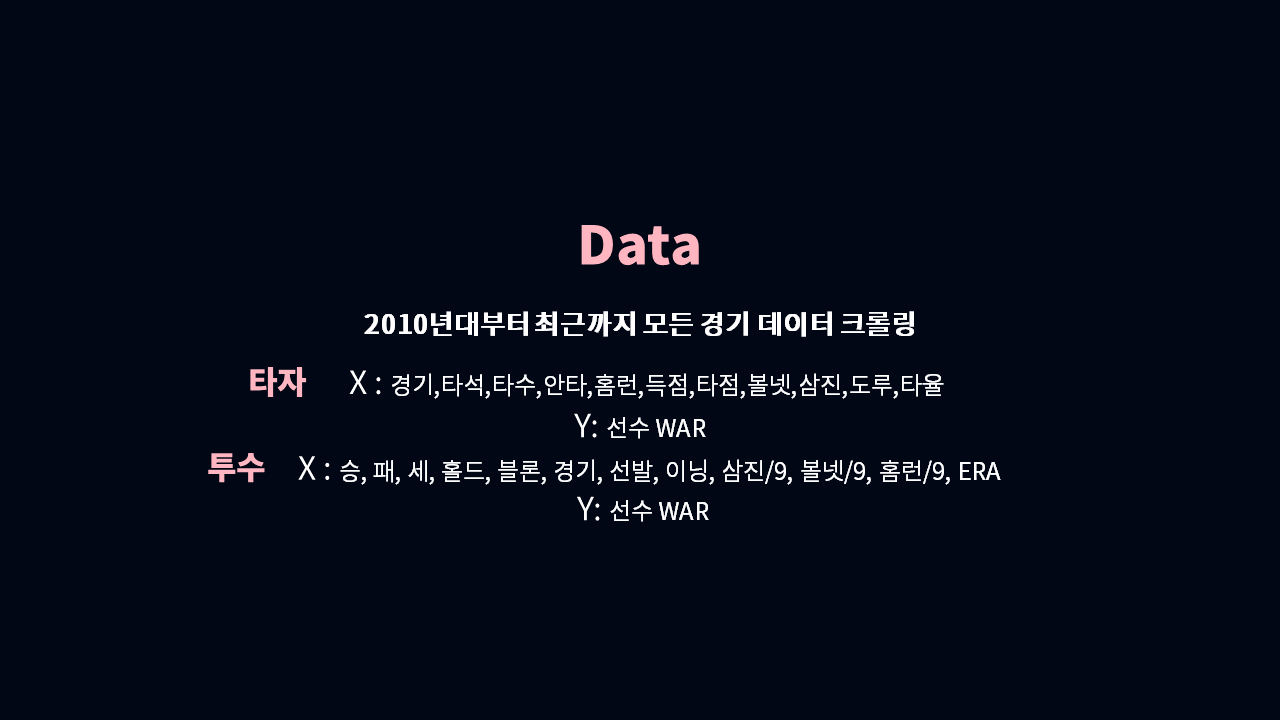 Data
2010년대부터 최근까지 모든 경기 데이터 크롤링
타자 X : 경기,타석,타수,안타,홈런,득점,타점,볼넷,삼진,도루,타율
Y: 선수 WAR
투수 X : 승, 패, 세, 홀드, 블론, 경기, 선발, 이닝, 삼진/9, 볼넷/9, 홈런/9, ERA
Y: 선수 WAR